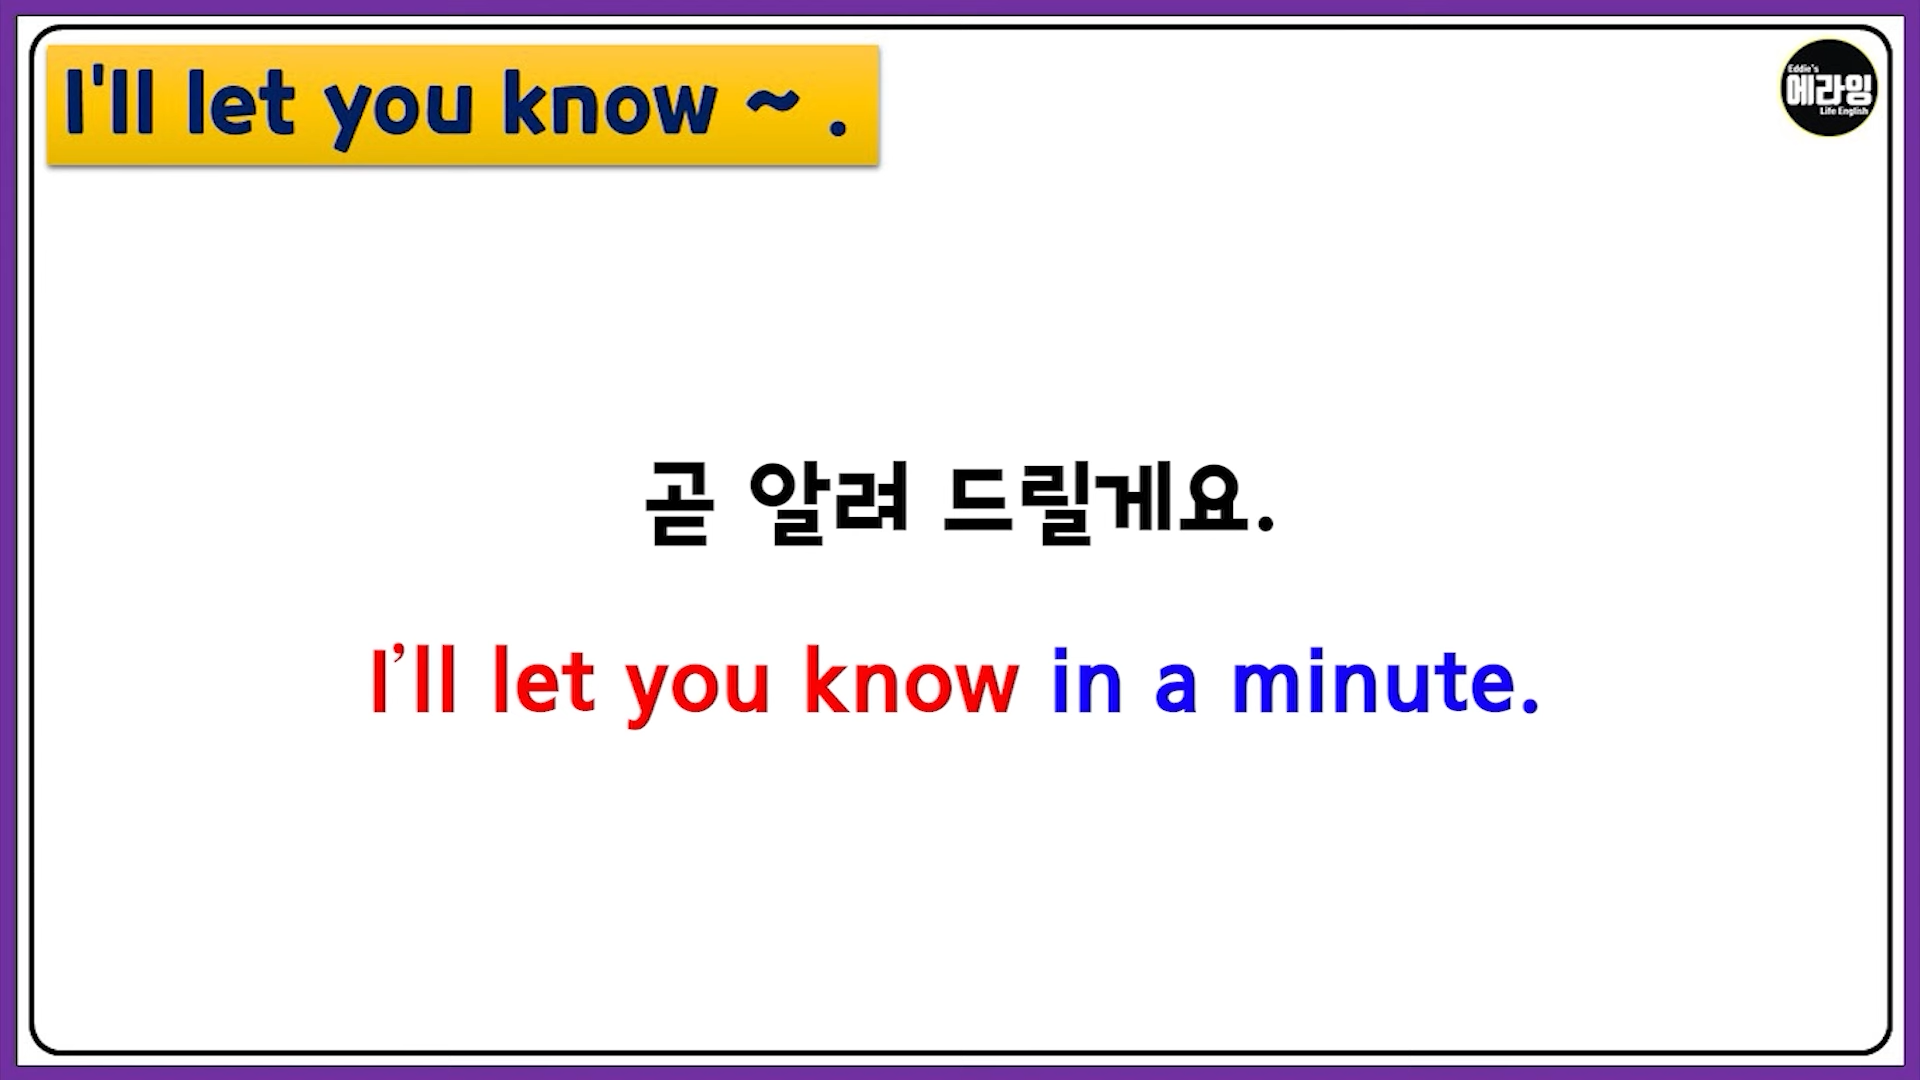 I'll let you know ~ .
Eddie's
에라잉
Life English
곧 알려 드릴게요.
I’ll let you know in a minute.